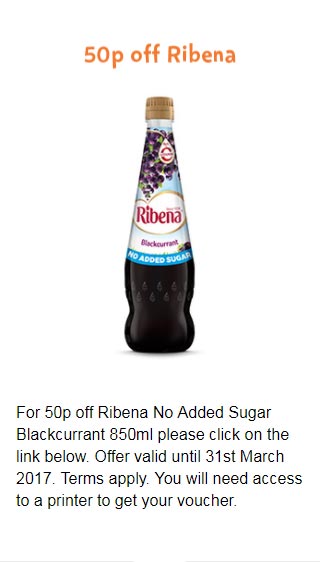 50p off Ribena
Ribena
Blackcurrant
NO ADDED SUGAR
For 50p off Ribena No Added Sugar
Blackcurrant 850ml please click on the
link below. Offer valid until 31st March
2017. Terms apply. You will need access
to a printer to get your voucher.